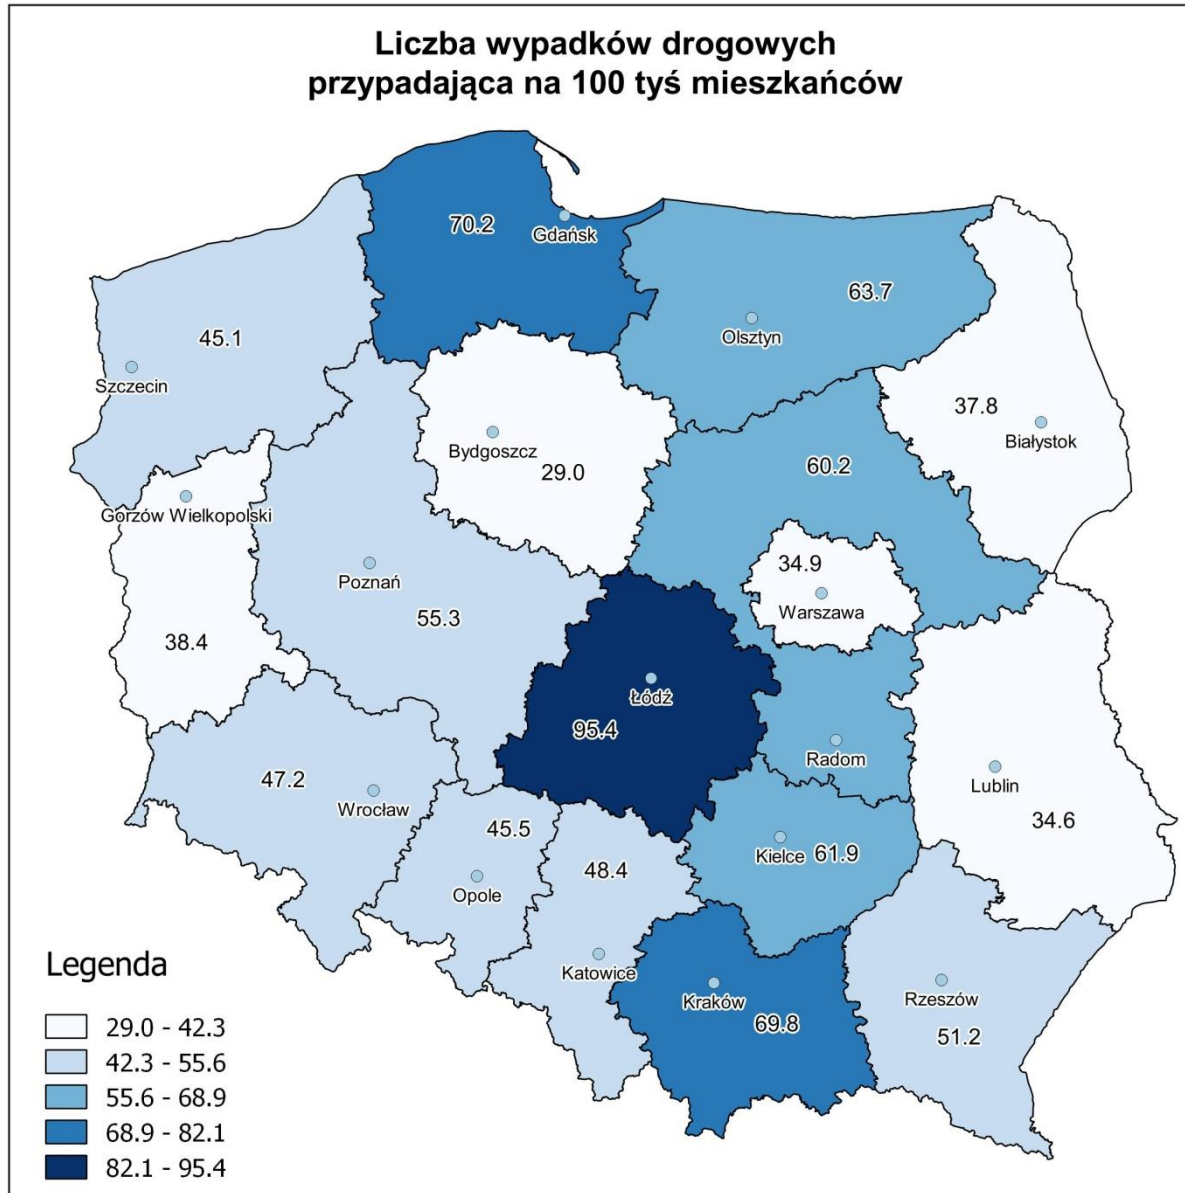 Liczba wypadków drogowych
przypadająca na 100 tyś mieszkańców
70.2
Gdańsk
63.7
Olsztyn
45.1
Szczecin
37.8
Białystok
Bydgoszcz
29.0
60.2
Gorzów Wielkopolski
34.9
Warszawa
Poznań
55.3
38.4
Łódź
95.4
Radom
47.2
Wrocław
Lublin
34.6
45.5
Opole
48.4
Kielce 61.9
Katowice
Kraków
69.8
Rzeszów
51.2
Legenda
29.0 - 42.3
42.3 - 55.6
55.6 - 68.9
68.9 - 82.1
82.1 - 95.4